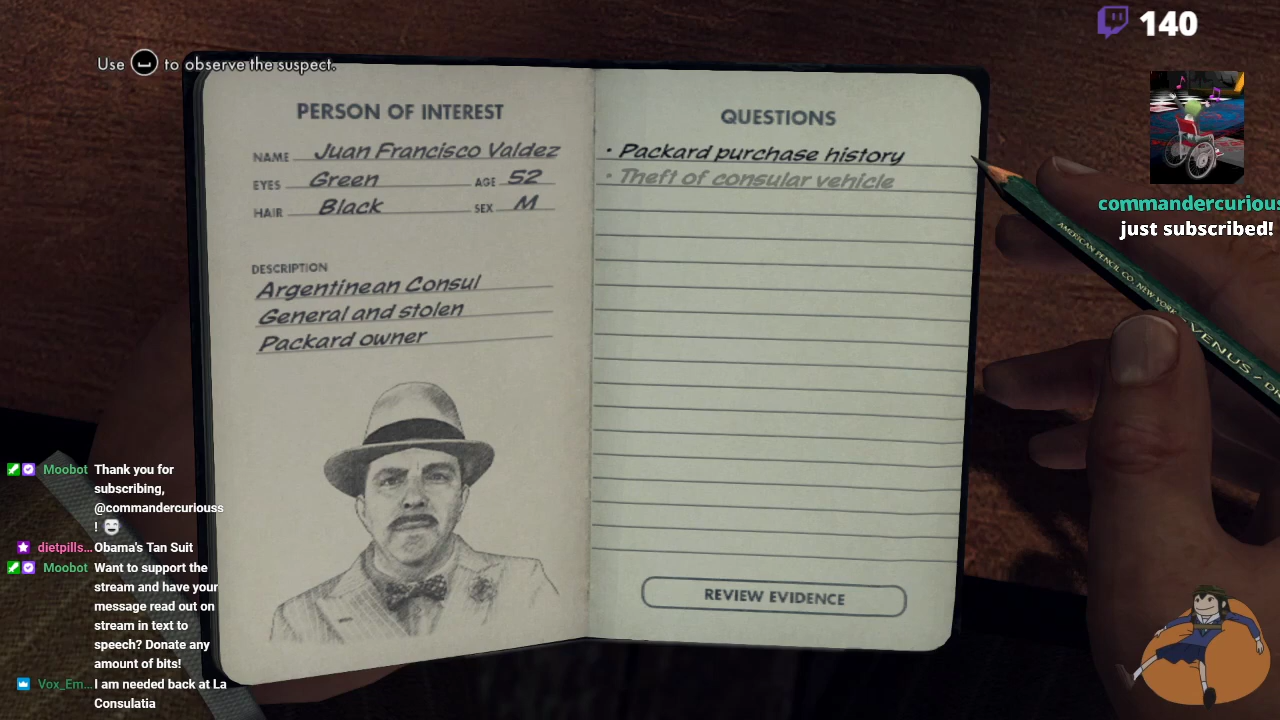 140
Use to observe the suspect.
PERSON OF INTEREST
NAME Juan Francisco Valdez
EYES Green AGE 52
HAIR Black SEX M
DESCRIPTION
Argentinean Consul
General and stolen
Packard owner
QUESTIONS
• Packard purchase history
• Theft of consular vehicle
REVIEW EVIDENCE
AMERICAN PENCIL CO. NEW YORK
VENUS / DR
commandercurious
just subscribed!
Moobot Thank you for
subscribing,
@commandercuriouss
!
dietpills... Obama's Tan Suit
Moobot Want to support the
stream and have your
message read out on
stream in text to
speech? Donate any
amount of bits!
Vox_Em... I am needed back at La
Consulatia